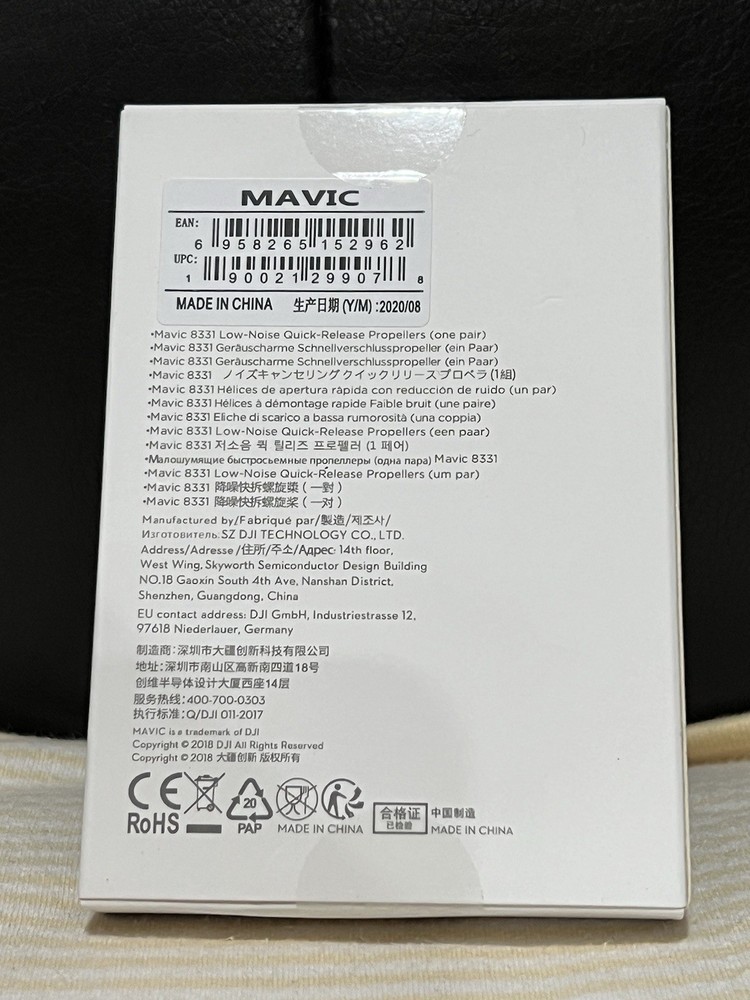 MAVIC
EAN:
6 958265 152962
UPC:
1 90021 29907 8
MADE IN CHINA 生产日期 (Y/M) :2020/08
•Mavic 8331 Low-Noise Quick-Release Propellers (one pair)
•Mavic 8331 Geräuscharme Schnellverschlusspropeller (ein Paar)
•Mavic 8331 Geräuscharme Schnellverschlusspropeller (ein Paar)
•Mavic 8331 ノイズキャンセリングクイックリリースプロペラ (1組)
•Mavic 8331 Hélices de apertura rápida con reducción de ruido (un par)
•Mavic 8331 Hélices à démontage rapide Faible bruit (une paire)
•Mavic 8331 Eliche di scarico a bassa rumorosità (una coppia)
•Mavic 8331 Low-Noise Quick-Release Propellers (een paar)
•Mavic 8331 저소음 퀵 릴리즈 프로펠러 (1 페어)
•Малошумящие быстросьемные пропеллеры (одна пара) Mavic 8331
•Mavic 8331 Low-Noise Quick-Release Propellers (um par)
•Mavic 8331 降噪快拆螺旋槳（一對）
•Mavic 8331 降噪快拆螺旋桨（一对）
Manufactured by/Fabriqué par/製造/제조사/
Изготовитель:SZ DJI TECHNOLOGY CO., LTD.
Address/Adresse/住所/주소/Адрес: 14th floor,
West Wing, Skyworth Semiconductor Design Building
NO.18 Gaoxin South 4th Ave, Nanshan District,
Shenzhen, Guangdong, China
EU contact address: DJI GmbH, Industriestrasse 12,
97618 Niederlauer, Germany
制造商:深圳市大疆创新科技有限公司
地址:深圳市南山区高新南四道18号
创维半导体设计大厦西座14层
服务热线:400-700-0303
执行标准:Q/DJI 011-2017
MAVIC is a trademark of DJI
Copyright © 2018 DJI All Rights Reserved
Copyright © 2018 大疆创新 版权所有
CE
RoHS
20
PAP
MADE IN CHINA
合格证
已检验
中国制造
MADE IN CHINA